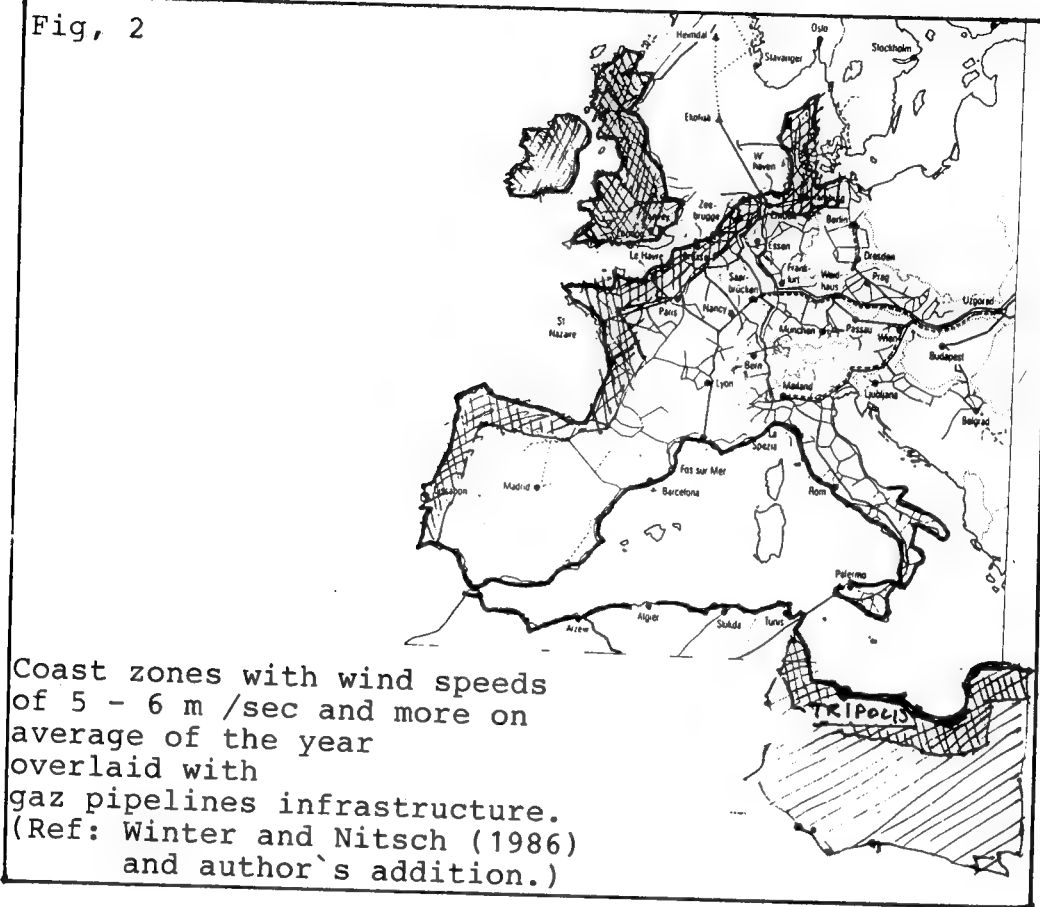 Fig, 2
Heimdal
Oslo
Stavanger
Stockholm
Ekofisk
W'haven
Zee-
brugge
Berlin
Essen
Le Havre
Dresden
Frank-
furt
Waid-
haus
Prag
Saar-
brücken
Uzgorad
Paris
Nancy
St
Nazaire
München
Passau
Wien
Budapest
Bern
Lyon
Mailand
Ljubljana
Belgrad
La
Spezia
Fos sur Mer
Madrid
Barcelona
Rom
Palermo
Arzew
Algier
Skikda
Tunis
TRIPOLIS
Coast zones with wind speeds
of 5 - 6 m /sec and more on
average of the year
overlaid with
gaz pipelines infrastructure.
(Ref: Winter and Nitsch (1986)
and author`s addition.)